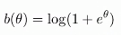 b(θ) = log(1 + e^θ)